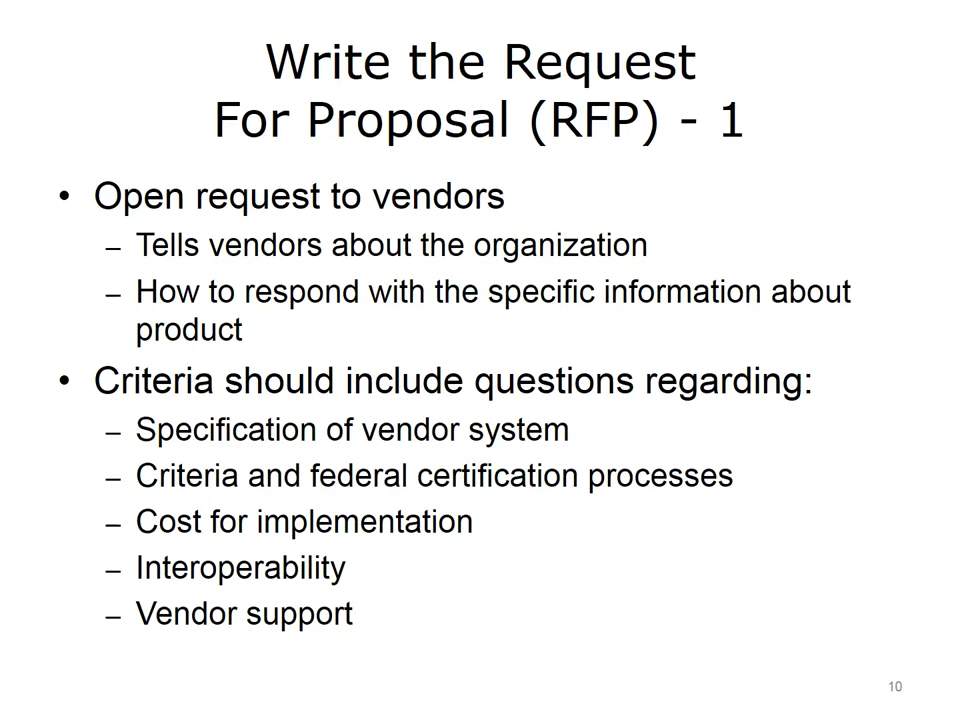 Write the Request
For Proposal (RFP) - 1
• Open request to vendors
– Tells vendors about the organization
– How to respond with the specific information about
product
• Criteria should include questions regarding:
– Specification of vendor system
– Criteria and federal certification processes
– Cost for implementation
– Interoperability
– Vendor support
10